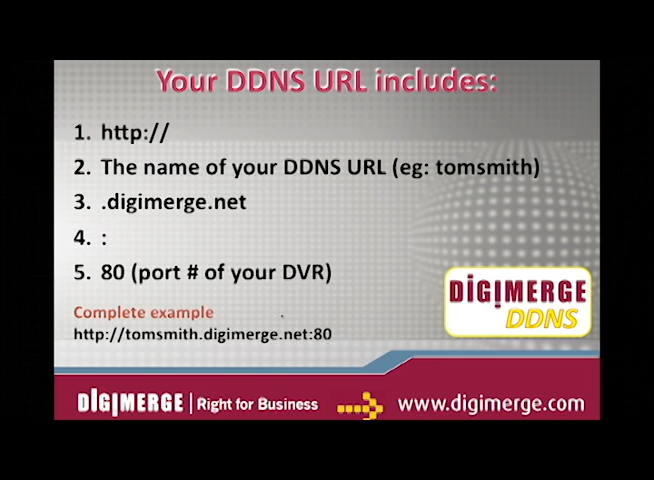 Your DDNS URL includes:
1. http://
2. The name of your DDNS URL (eg: tomsmith)
3. .digimerge.net
4. :
5. 80 (port # of your DVR)
Complete example
http://tomsmith.digimerge.net:80
DIGIMERGE
DDNS
DIGIMERGE | Right for Business www.digimerge.com